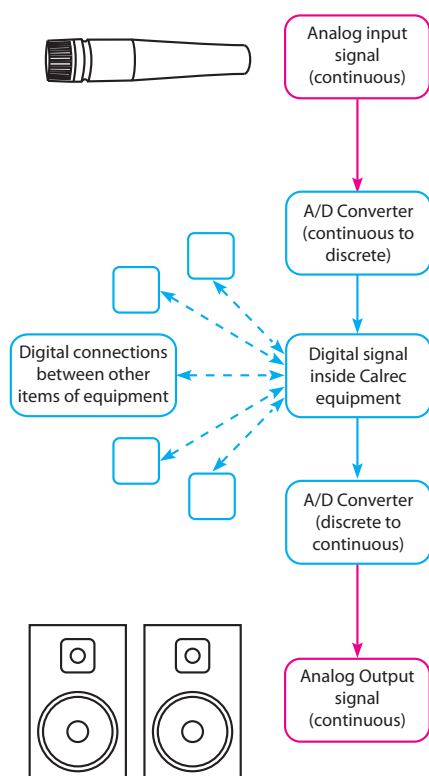 Analog input
signal
(continuous)
A/D Converter
(continuous to
discrete)
Digital connections
between other
items of equipment
Digital signal
inside Calrec
equipment
A/D Converter
(discrete to
continuous)
Analog Output
signal
(continuous)